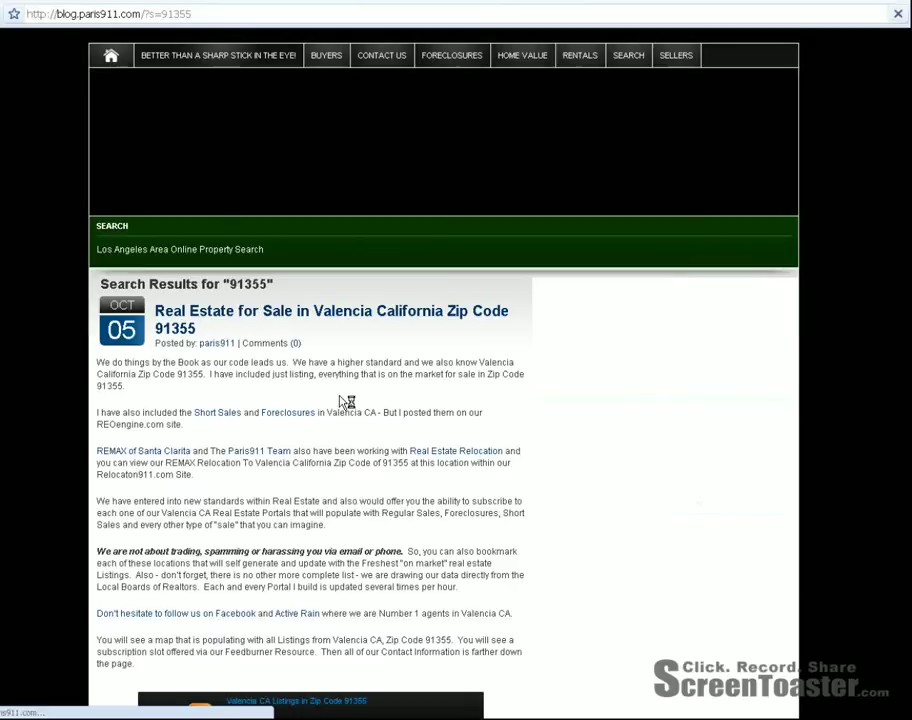 http://blog.paris911.com/?s=91355
BETTER THAN A SHARP STICK IN THE EYE! BUYERS CONTACT US FORECLOSURES HOME VALUE RENTALS SEARCH SELLERS
SEARCH
Los Angeles Area Online Property Search
Search Results for "91355"
OCT
05
Real Estate for Sale in Valencia California Zip Code
91355
Posted by: paris911 | Comments (0)
We do things by the Book as our code leads us. We have a higher standard and we also know Valencia
California Zip Code 91355. I have included just listing, everything that is on the market for sale in Zip Code
91355.
I have also included the Short Sales and Foreclosures in Valencia CA - But I posted them on our
REOengine.com site.
REMAX of Santa Clarita and The Paris911 Team also have been working with Real Estate Relocation and
you can view our REMAX Relocation To Valencia California Zip Code of 91355 at this location within our
Relocaton911.com Site.
We have entered into new standards within Real Estate and also would offer you the ability to subscribe to
each one of our Valencia CA Real Estate Portals that will populate with Regular Sales, Foreclosures, Short
Sales and every other type of "sale" that you can imagine.
We are not about trading, spamming or harassing you via email or phone. So, you can also bookmark
each of these locations that will self generate and update with the Freshest "on market" real estate
Listings. Also - don't forget, there is no other more complete list - we are drawing our data directly from the
Local Boards of Realtors. Each and every Portal I build is updated several times per hour.
Don't hesitate to follow us on Facebook and Active Rain where we are Number 1 agents in Valencia CA.
You will see a map that is populating with all Listings from Valencia CA, Zip Code 91355. You will see a
subscription slot offered via our Feedburner Resource. Then all of our Contact Information is farther down
the page.
Valencia CA Listings in Zip Code 91355
is911.com...
Click. Record. Share
ScreenToaster.com